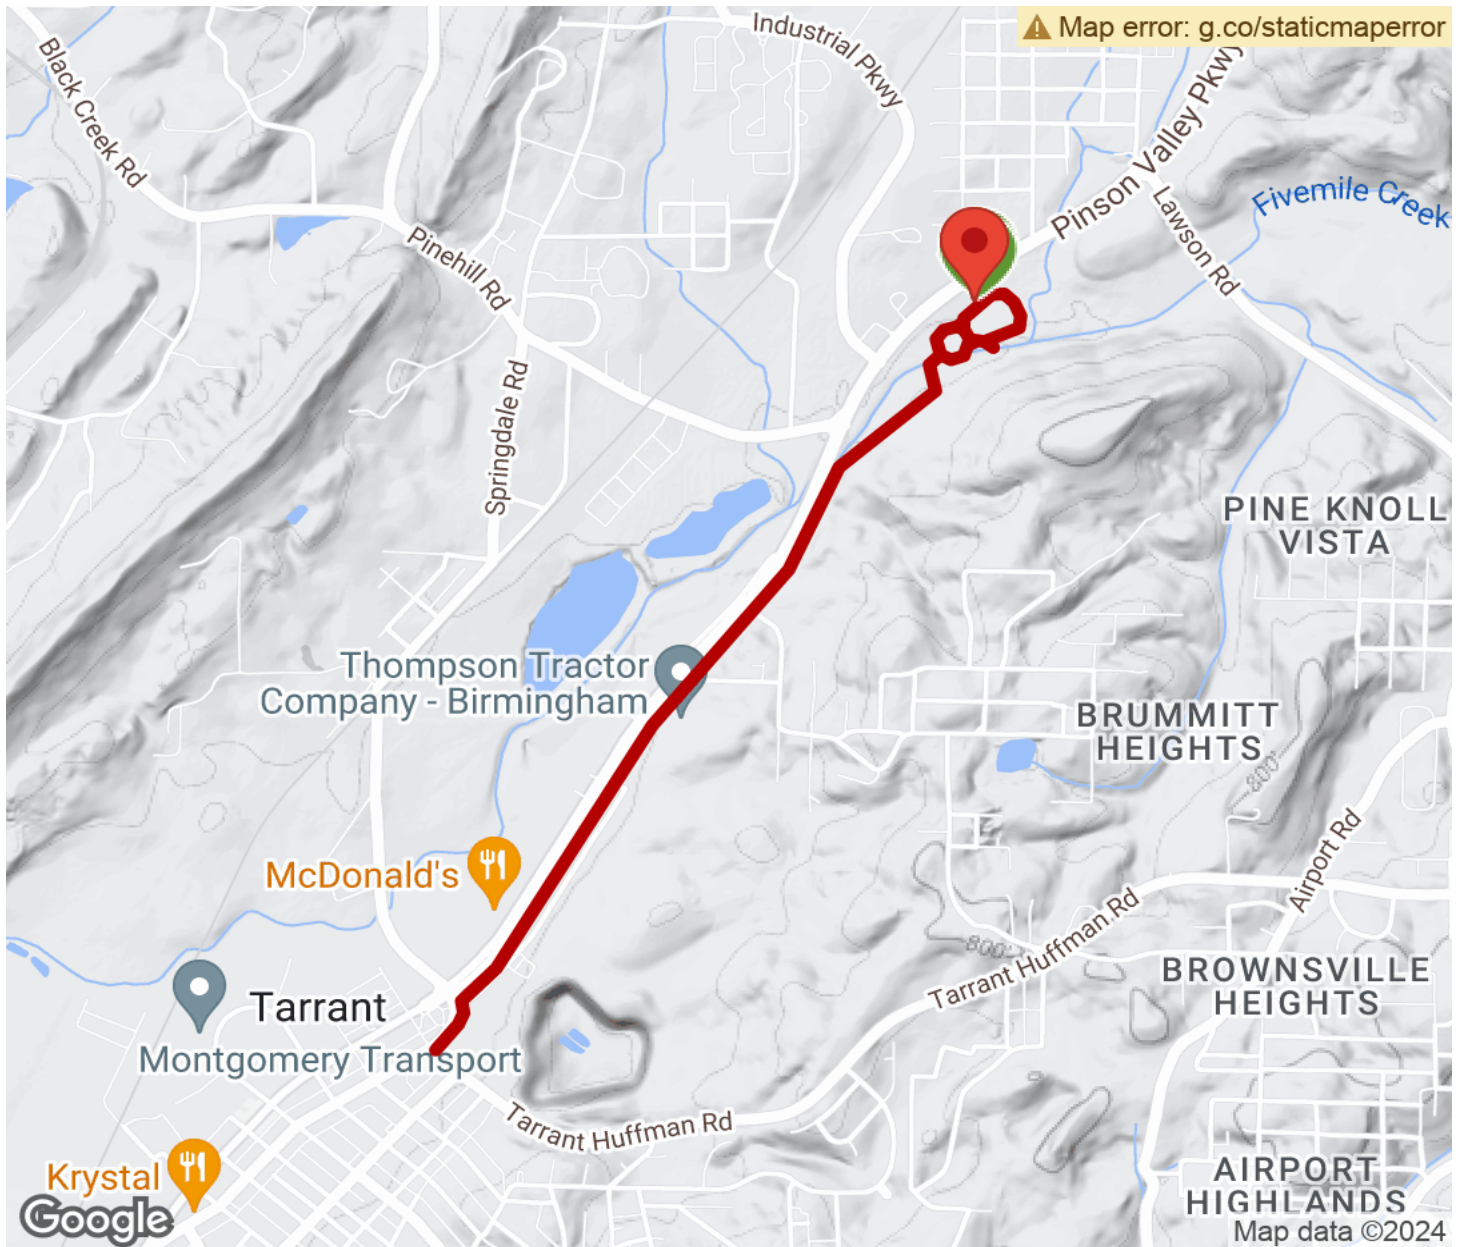 Map error: g.co/staticmaperror
Industrial Pkwy
Black Creek Rd
Pinson Valley Pkwy
Fivemile Creek
Lawson Rd
Pinehill Rd
Springdale Rd
PINE KNOLL
VISTA
Thompson Tractor
Company - Birmingham
BRUMMITT
HEIGHTS
800'
Airport Rd
McDonald's
Tarrant Huffman Rd
800'
BROWNSVILLE
HEIGHTS
Tarrant
Montgomery Transport
Tarrant Huffman Rd
Krystal
AIRPORT
HIGHLANDS
Google
Map data ©2024